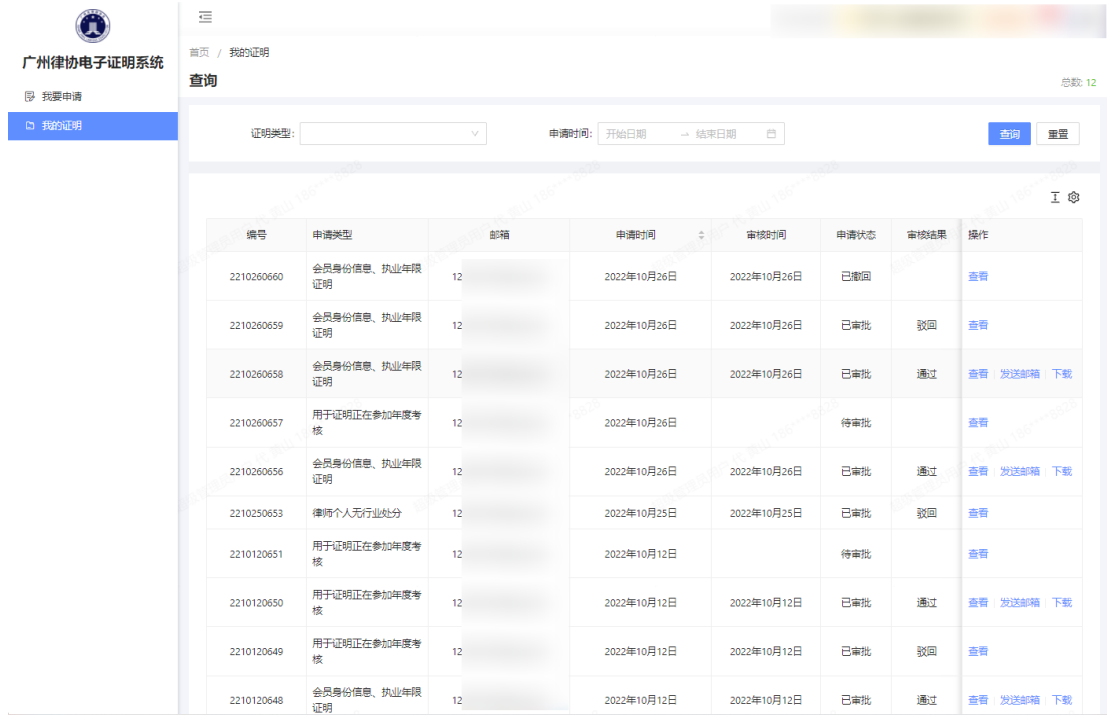 广州律协电子证明系统
我要申请
我的证明
首页 / 我的证明
查询
总数: 12
证明类型:
申请时间: 开始日期 → 结束日期
查询 重置
编号 申请类型 邮箱 申请时间 审核时间 申请状态 审核结果 操作
2210260660 会员身份信息、执业年限 12 2022年10月26日 2022年10月26日 已撤回 查看
证明
2210260659 会员身份信息、执业年限 12 2022年10月26日 2022年10月26日 已审批 驳回 查看
证明
2210260658 会员身份信息、执业年限 12 2022年10月26日 2022年10月26日 已审批 通过 查看 发送邮箱 下载
证明
2210260657 用于证明正在参加年度考 12 2022年10月26日 待审批 查看
核
2210260656 会员身份信息、执业年限 12 2022年10月26日 2022年10月26日 已审批 通过 查看 发送邮箱 下载
证明
2210250653 律师个人无行业处分 12 2022年10月25日 2022年10月25日 已审批 驳回 查看
2210120651 用于证明正在参加年度考 12 2022年10月12日 待审批 查看
核
2210120650 用于证明正在参加年度考 12 2022年10月12日 2022年10月12日 已审批 通过 查看 发送邮箱 下载
核
2210120649 用于证明正在参加年度考 12 2022年10月12日 2022年10月12日 已审批 驳回 查看
核
2210120648 会员身份信息、执业年限 12 2022年10月12日 2022年10月12日 已审批 通过 查看 发送邮箱 下载
证明